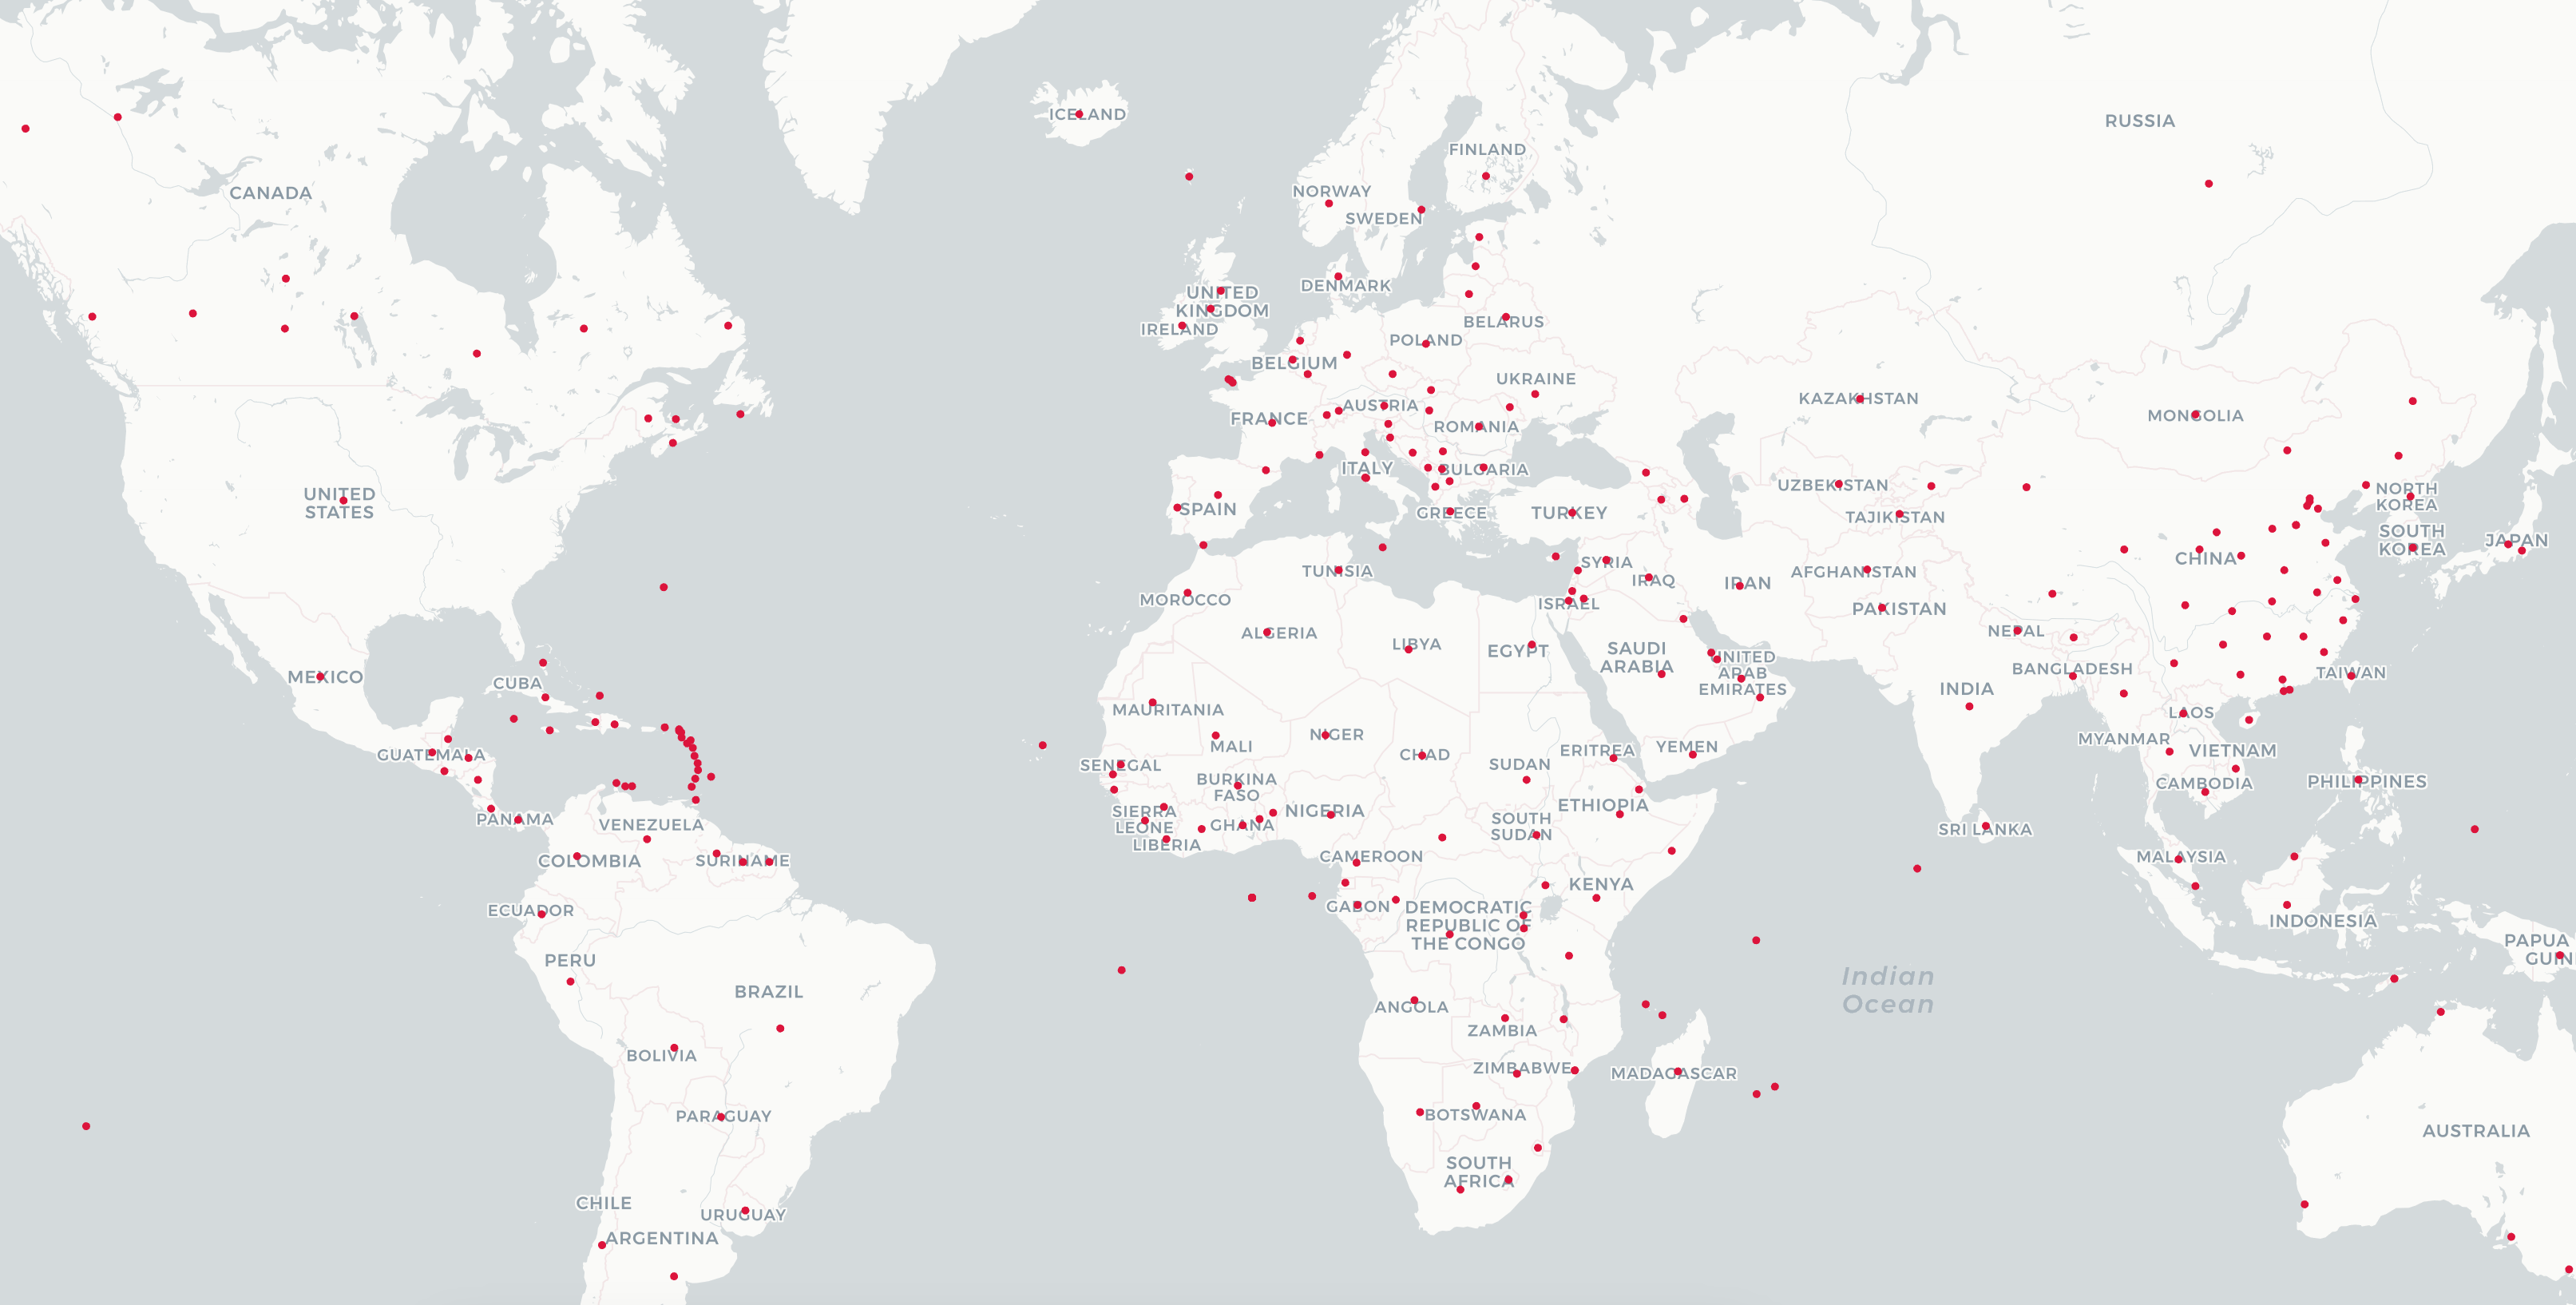 ICELAND
RUSSIA
FINLAND
CANADA
NORWAY
SWEDEN
DENMARK
UNITED
KINGDOM
IRELAND
BELARUS
POLAND
BELGIUM
UKRAINE
KAZAKHSTAN
AUSTRIA
MONGOLIA
FRANCE
ROMANIA
ITALY
BULGARIA
UZBEKISTAN
NORTH
KOREA
UNITED
STATES
SPAIN
GREECE
TURKEY
TAJIKISTAN
SOUTH
KOREA
JAPAN
CHINA
SYRIA
TUNISIA
IRAQ
IRAN
AFGHANISTAN
MOROCCO
ISRAEL
PAKISTAN
ALGERIA
LIBYA
EGYPT
NEPAL
SAUDI
ARABIA
UNITED
ARAB
EMIRATES
BANGLADESH
TAIWAN
MEXICO
CUBA
INDIA
MAURITANIA
LAOS
NIGER
MALI
CHAD
ERITREA
YEMEN
MYANMAR
VIETNAM
GUATEMALA
SENEGAL
SUDAN
BURKINA
FASO
CAMBODIA
PHILIPPINES
ETHIOPIA
SIERRA
LEONE
NIGERIA
PANAMA
VENEZUELA
GHANA
SOUTH
SUDAN
SRI LANKA
LIBERIA
COLOMBIA
SURINAME
CAMEROON
MALAYSIA
KENYA
ECUADOR
GABON
DEMOCRATIC
REPUBLIC OF
THE CONGO
INDONESIA
PAPUA
GUIN
PERU
Indian
Ocean
BRAZIL
ANGOLA
ZAMBIA
BOLIVIA
ZIMBABWE
MADAGASCAR
PARAGUAY
BOTSWANA
AUSTRALIA
SOUTH
AFRICA
CHILE
URUGUAY
ARGENTINA